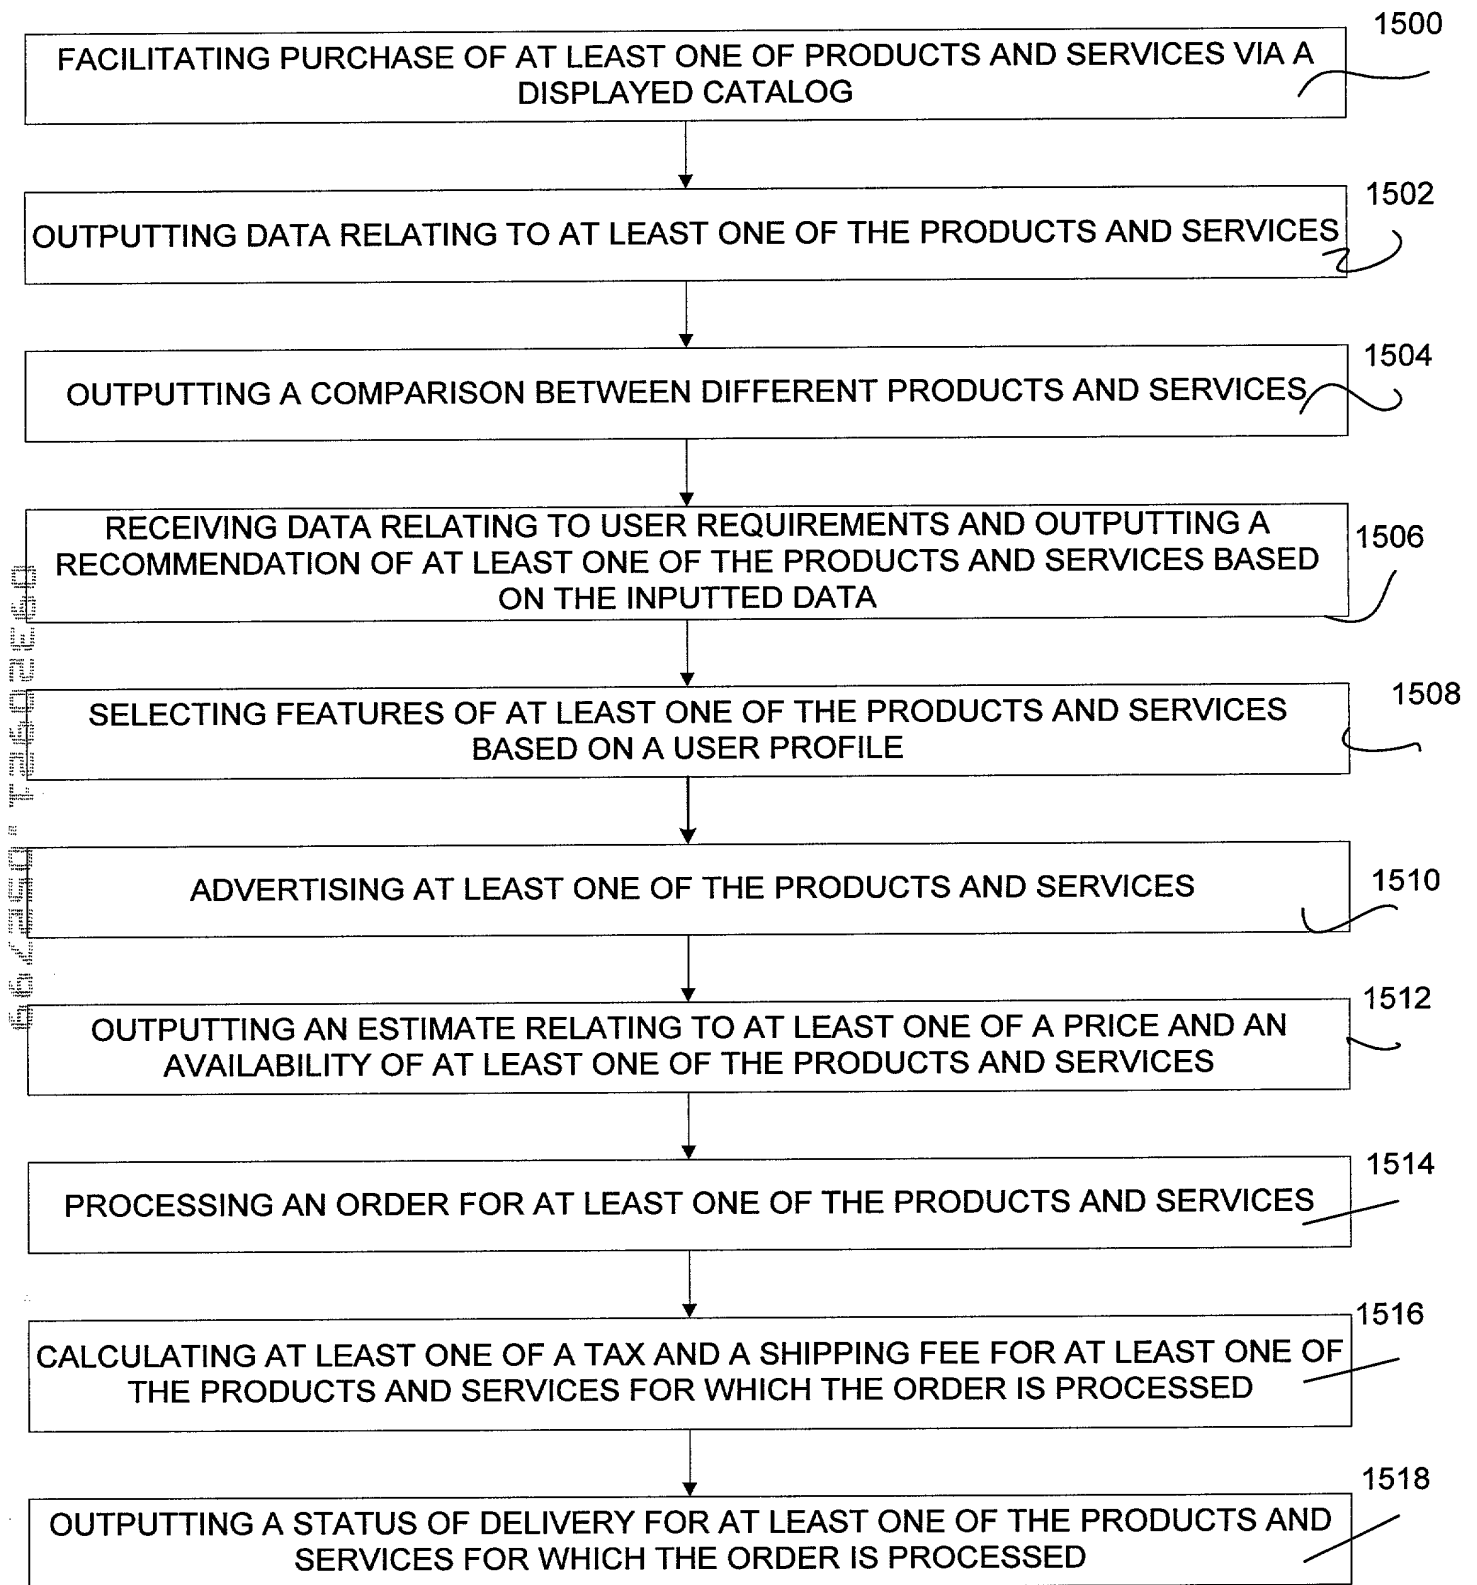 1500
FACILITATING PURCHASE OF AT LEAST ONE OF PRODUCTS AND SERVICES VIA A
DISPLAYED CATALOG
1502
OUTPUTTING DATA RELATING TO AT LEAST ONE OF THE PRODUCTS AND SERVICES
1504
OUTPUTTING A COMPARISON BETWEEN DIFFERENT PRODUCTS AND SERVICES
RECEIVING DATA RELATING TO USER REQUIREMENTS AND OUTPUTTING A
1506
RECOMMENDATION OF AT LEAST ONE OF THE PRODUCTS AND SERVICES BASED
ON THE INPUTTED DATA
1508
SELECTING FEATURES OF AT LEAST ONE OF THE PRODUCTS AND SERVICES
BASED ON A USER PROFILE
1510
ADVERTISING AT LEAST ONE OF THE PRODUCTS AND SERVICES
1512
OUTPUTTING AN ESTIMATE RELATING TO AT LEAST ONE OF A PRICE AND AN
AVAILABILITY OF AT LEAST ONE OF THE PRODUCTS AND SERVICES
1514
PROCESSING AN ORDER FOR AT LEAST ONE OF THE PRODUCTS AND SERVICES
1516
CALCULATING AT LEAST ONE OF A TAX AND A SHIPPING FEE FOR AT LEAST ONE OF
THE PRODUCTS AND SERVICES FOR WHICH THE ORDER IS PROCESSED
1518
OUTPUTTING A STATUS OF DELIVERY FOR AT LEAST ONE OF THE PRODUCTS AND
SERVICES FOR WHICH THE ORDER IS PROCESSED